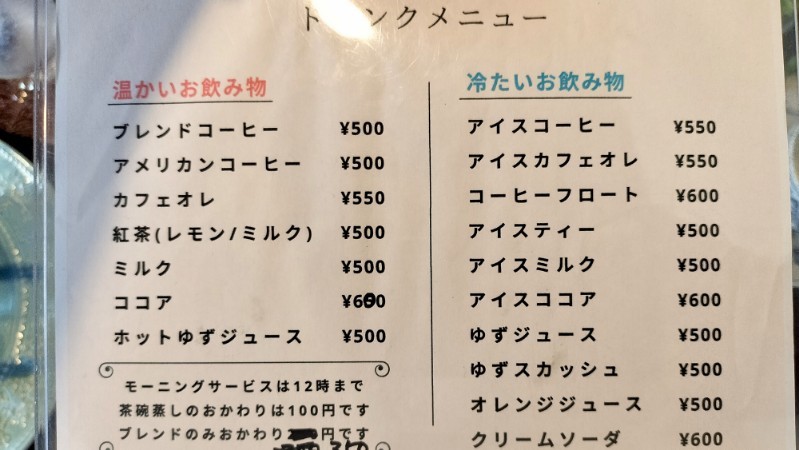 ドリンクメニュー
温かいお飲み物
ブレンドコーヒー ¥500
アメリカンコーヒー ¥500
カフェオレ ¥550
紅茶(レモン/ミルク) ¥500
ミルク ¥500
ココア ¥600
ホットゆずジュース ¥500
モーニングサービスは12時まで
茶碗蒸しのおかわりは100円です
ブレンドのみおかわり 円です
冷たいお飲み物
アイスコーヒー ¥550
アイスカフェオレ ¥550
コーヒーフロート ¥600
アイスティー ¥500
アイスミルク ¥500
アイスココア ¥600
ゆずジュース ¥500
ゆずスカッシュ ¥500
オレンジジュース ¥500
クリームソーダ ¥600